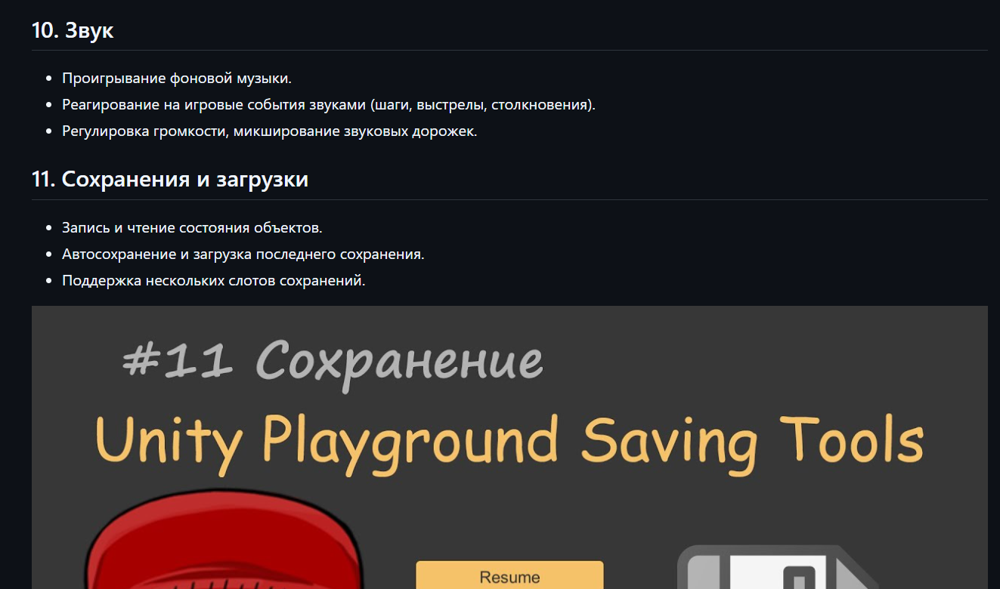 10. Звук
Проигрывание фоновой музыки.
Реагирование на игровые события звуками (шаги, выстрелы, столкновения).
Регулировка громкости, микширование звуковых дорожек.
11. Сохранения и загрузки
Запись и чтение состояния объектов.
Автосохранение и загрузка последнего сохранения.
Поддержка нескольких слотов сохранений.
#11 Сохранение
Unity Playground Saving Tools
Resume